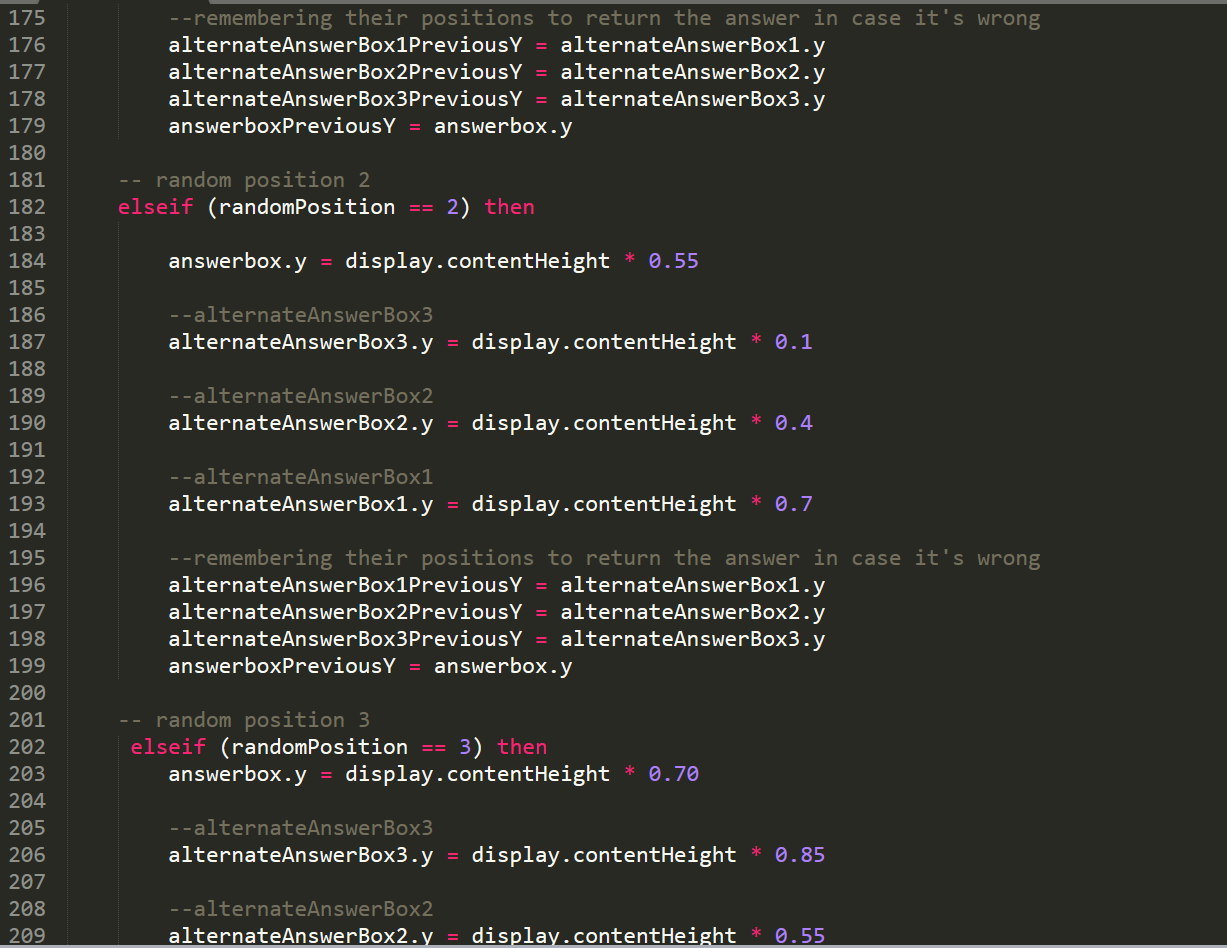 175 --remembering their positions to return the answer in case it's wrong
176 alternateAnswerBox1PreviousY = alternateAnswerBox1.y
177 alternateAnswerBox2PreviousY = alternateAnswerBox2.y
178 alternateAnswerBox3PreviousY = alternateAnswerBox3.y
179 answerboxPreviousY = answerbox.y
180
181 -- random position 2
182 elseif (randomPosition == 2) then
183
184 answerbox.y = display.contentHeight * 0.55
185
186 --alternateAnswerBox3
187 alternateAnswerBox3.y = display.contentHeight * 0.1
188
189 --alternateAnswerBox2
190 alternateAnswerBox2.y = display.contentHeight * 0.4
191
192 --alternateAnswerBox1
193 alternateAnswerBox1.y = display.contentHeight * 0.7
194
195 --remembering their positions to return the answer in case it's wrong
196 alternateAnswerBox1PreviousY = alternateAnswerBox1.y
197 alternateAnswerBox2PreviousY = alternateAnswerBox2.y
198 alternateAnswerBox3PreviousY = alternateAnswerBox3.y
199 answerboxPreviousY = answerbox.y
200
201 -- random position 3
202 elseif (randomPosition == 3) then
203 answerbox.y = display.contentHeight * 0.70
204
205 --alternateAnswerBox3
206 alternateAnswerBox3.y = display.contentHeight * 0.85
207
208 --alternateAnswerBox2
209 alternateAnswerBox2.y = display.contentHeight * 0.55